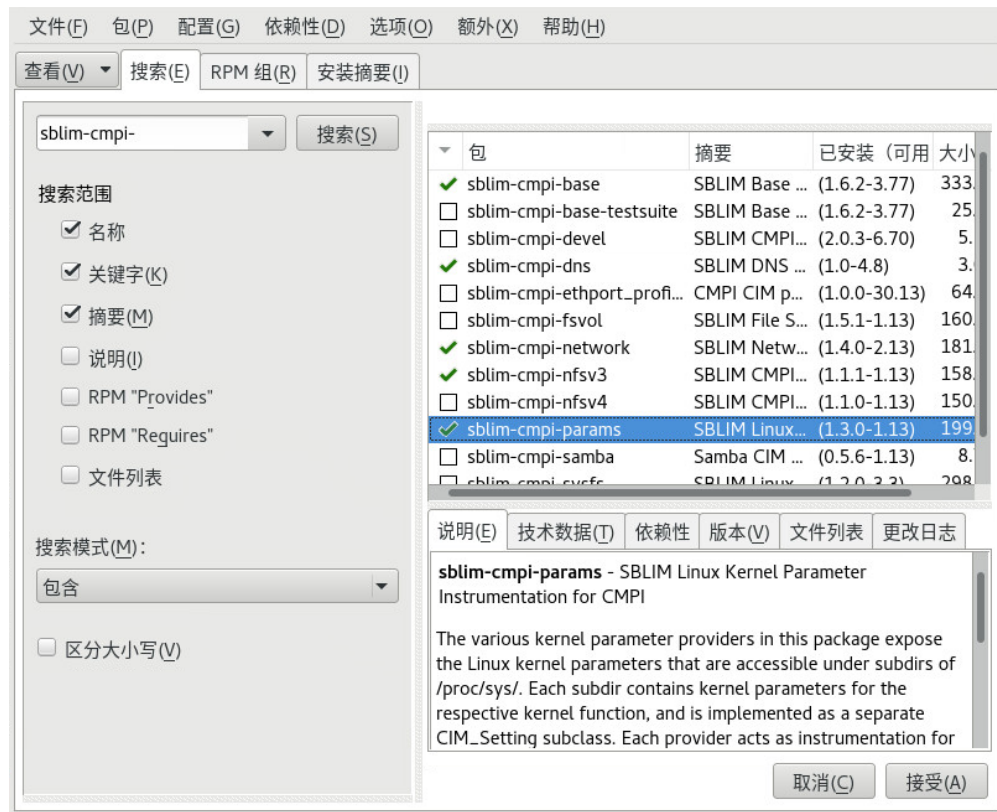 文件(F) 包(P) 配置(G) 依赖性(D) 选项(O) 额外(X) 帮助(H)
查看(V) 搜索(E) RPM 组(R) 安装摘要(I)
sblim-cmpi- 搜索(S)
搜索范围
名称
关键字(K)
摘要(M)
说明(I)
RPM "Provides"
RPM "Requires"
文件列表
搜索模式(M):
包含
区分大小写(V)
包 摘要 已安装（可用 大小
sblim-cmpi-base SBLIM Base ... (1.6.2-3.77) 333.
sblim-cmpi-base-testsuite SBLIM Base ... (1.6.2-3.77) 25.
sblim-cmpi-devel SBLIM CMPI... (2.0.3-6.70) 5.
sblim-cmpi-dns SBLIM DNS ... (1.0-4.8) 3.
sblim-cmpi-ethport_profi... CMPI CIM p... (1.0.0-30.13) 64.
sblim-cmpi-fsvol SBLIM File S... (1.5.1-1.13) 160.
sblim-cmpi-network SBLIM Netw... (1.4.0-2.13) 181.
sblim-cmpi-nfsv3 SBLIM CMPI... (1.1.1-1.13) 158.
sblim-cmpi-nfsv4 SBLIM CMPI... (1.1.0-1.13) 150.
sblim-cmpi-params SBLIM Linux... (1.3.0-1.13) 199.
sblim-cmpi-samba Samba CIM ... (0.5.6-1.13) 8.
sblim-cmpi-sysfs SBLIM Linux... (1.2.0-3.3) 298
说明(E) 技术数据(T) 依赖性 版本(V) 文件列表 更改日志
sblim-cmpi-params - SBLIM Linux Kernel Parameter
Instrumentation for CMPI
The various kernel parameter providers in this package expose
the Linux kernel parameters that are accessible under subdirs of
/proc/sys/. Each subdir contains kernel parameters for the
respective kernel function, and is implemented as a separate
CIM_Setting subclass. Each provider acts as instrumentation for
取消(C) 接受(A)